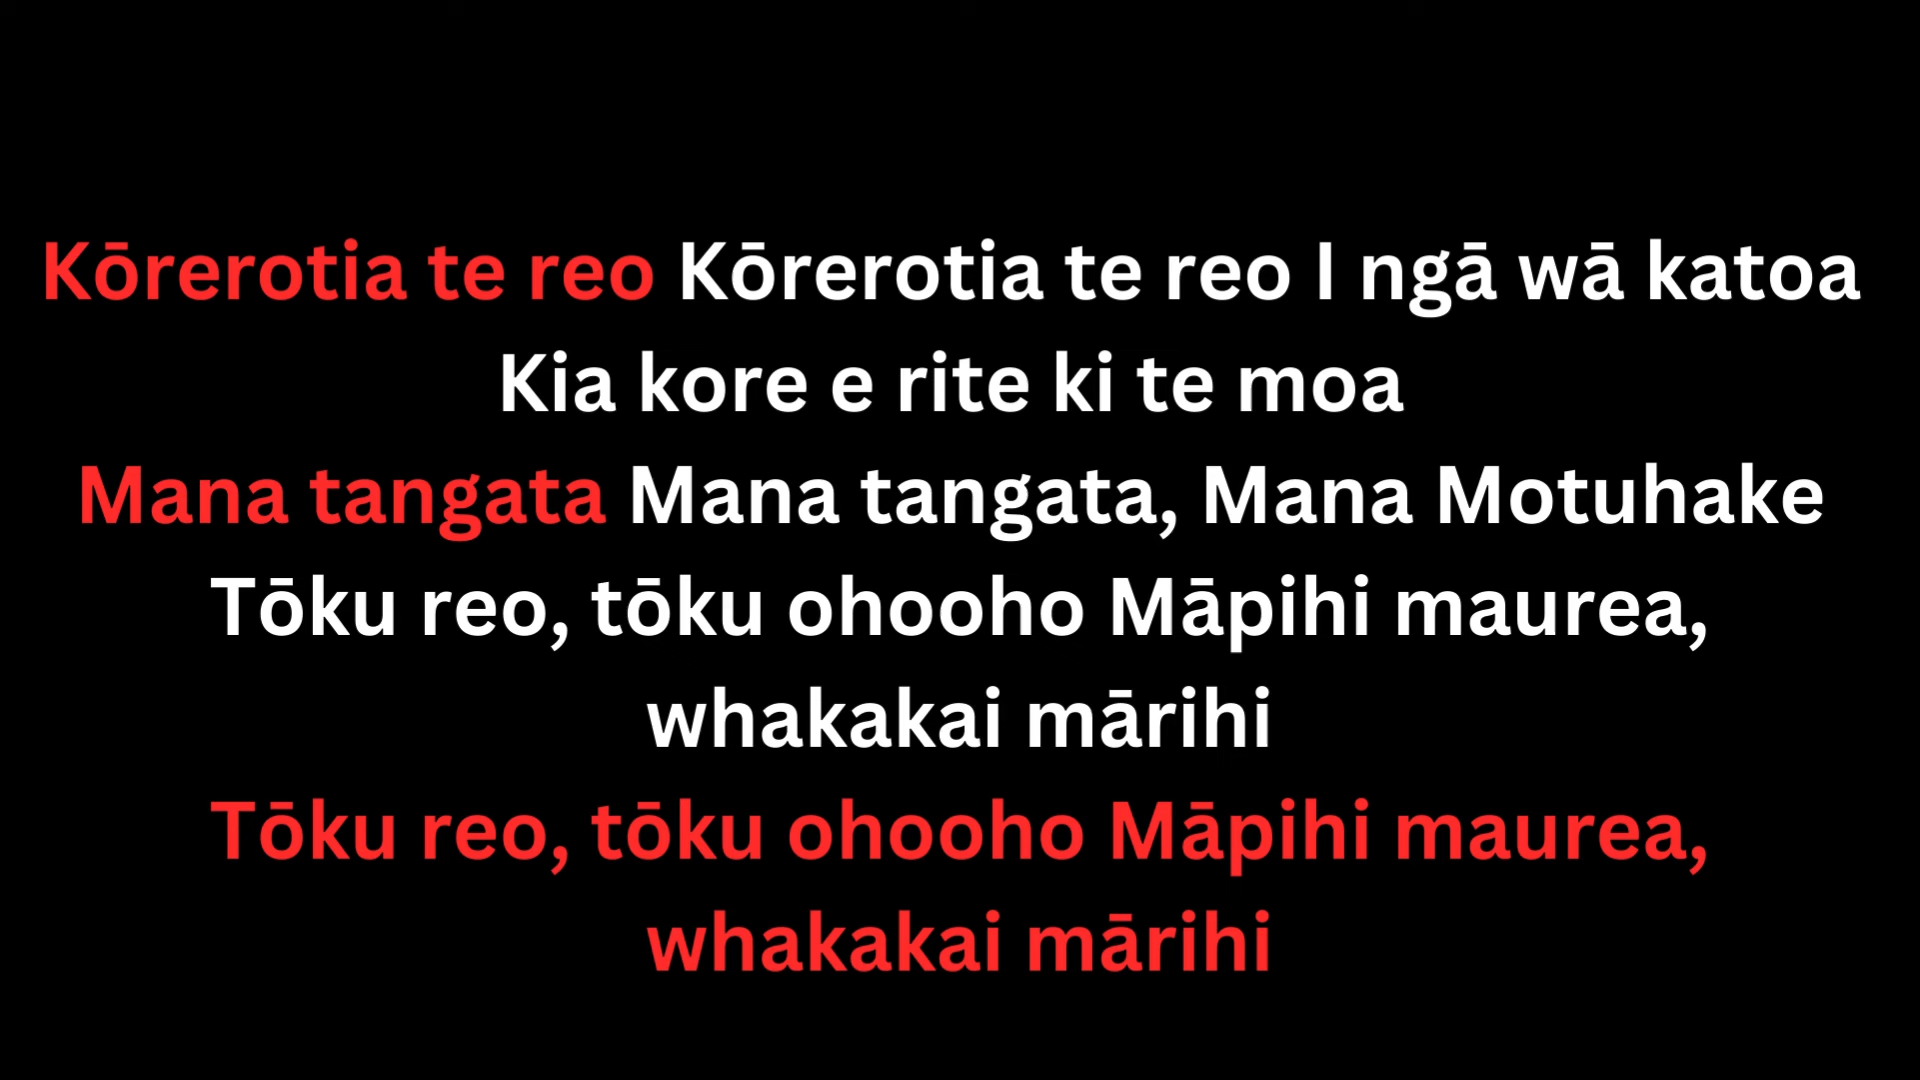 Kōrerotia te reo Kōrerotia te reo I ngā wā katoa
Kia kore e rite ki te moa
Mana tangata Mana tangata, Mana Motuhake
Tōku reo, tōku ohooho Māpihi maurea,
whakakai mārihi
Tōku reo, tōku ohooho Māpihi maurea,
whakakai mārihi